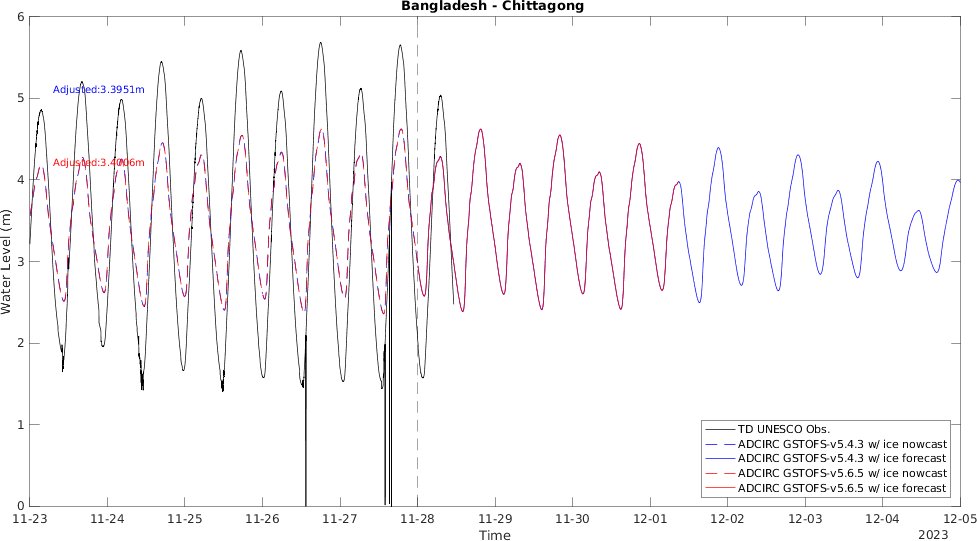 Bangladesh - Chittagong
6
5
4
3
2
1
0
Water Level (m)
Adjusted:3.3951m
TD UNESCO Obs.
ADCIRC GSTOFS-v5.4.3 w/ ice nowcast
ADCIRC GSTOFS-v5.4.3 w/ ice forecast
ADCIRC GSTOFS-v5.6.5 w/ ice nowcast
ADCIRC GSTOFS-v5.6.5 w/ ice forecast
11-23 11-24 11-25 11-26 11-27 11-28 11-29 11-30 12-01 12-02 12-03 12-04 12-05
Time
2023